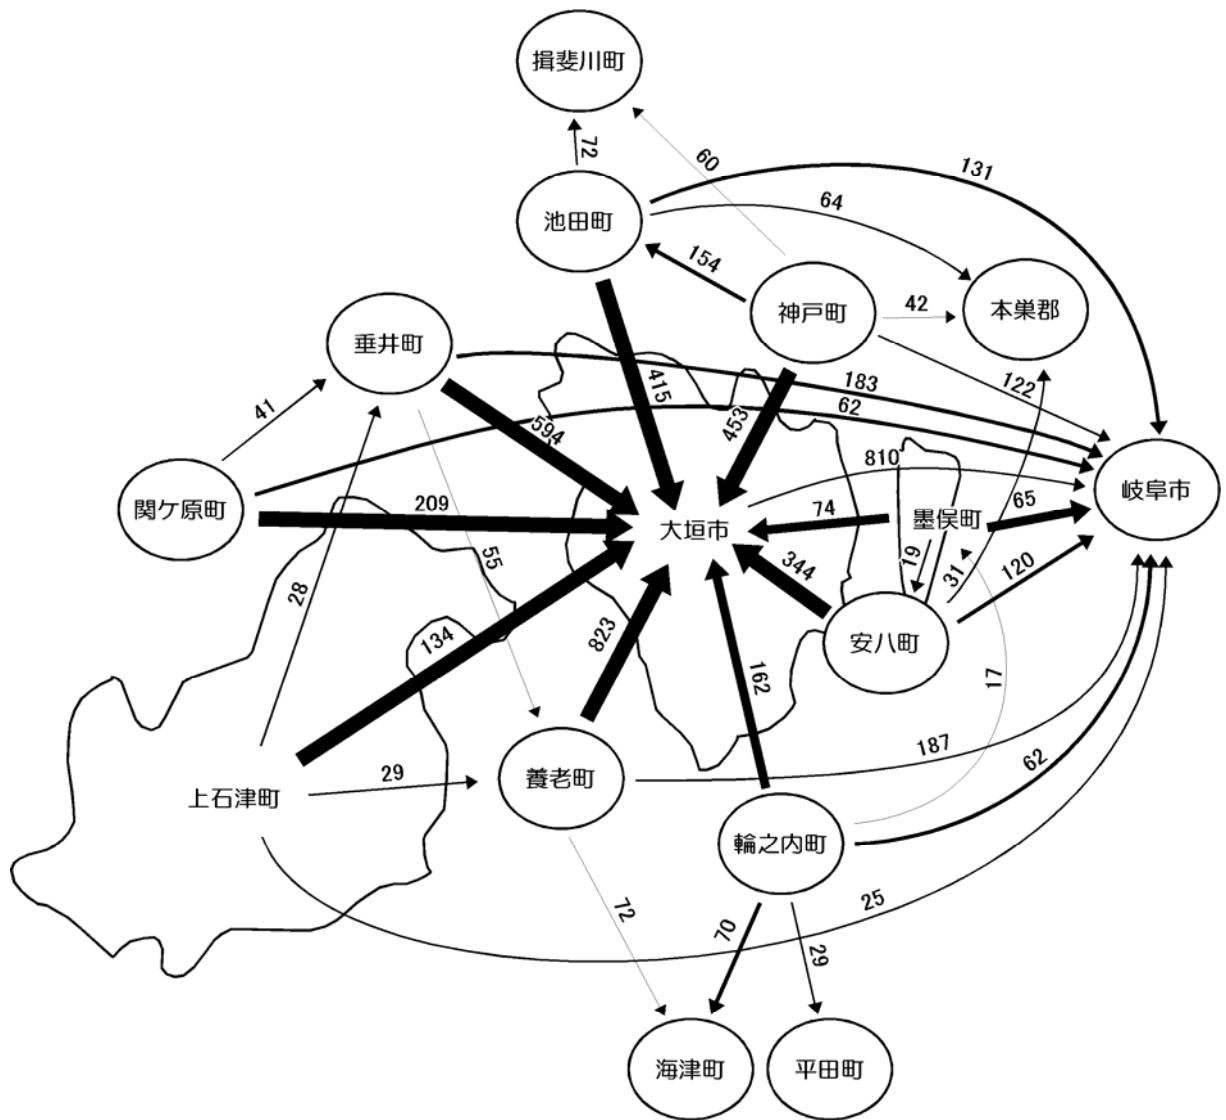 揖斐川町
72
60
131
池田町
64
154
神戸町
42
本巣郡
垂井町
41
415
453
183
62
122
594
関ケ原町
209
810
岐阜市
大垣市
74
墨俣町
65
55
344
19
31
120
28
134
823
安八町
162
17
上石津町
29
養老町
187
62
輪之内町
25
72
70
29
海津町
平田町